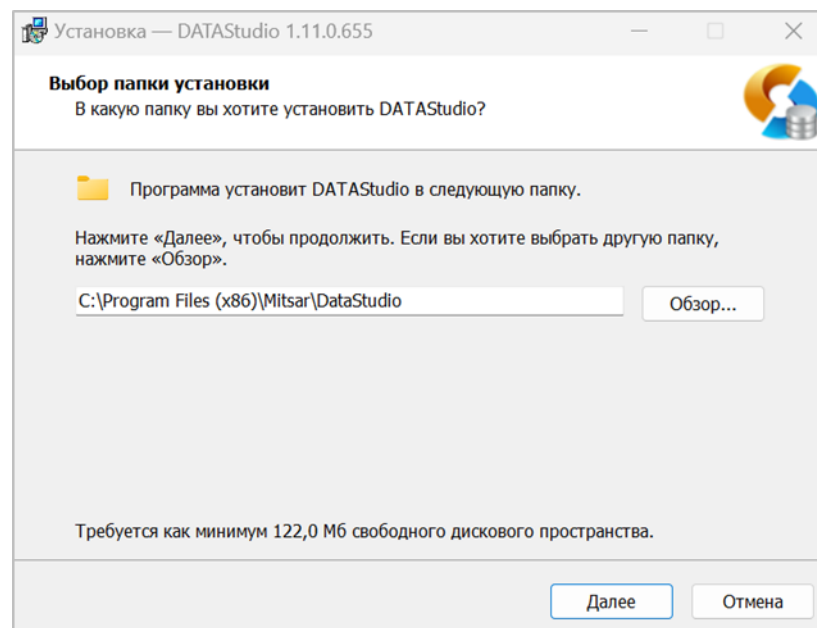 Установка — DATAStudio 1.11.0.655
Выбор папки установки
В какую папку вы хотите установить DATAStudio?
Программа установит DATAStudio в следующую папку.
Нажмите «Далее», чтобы продолжить. Если вы хотите выбрать другую папку,
нажмите «Обзор».
C:\Program Files (x86)\Mitsar\DataStudio
Обзор...
Требуется как минимум 122,0 Мб свободного дискового пространства.
Далее
Отмена